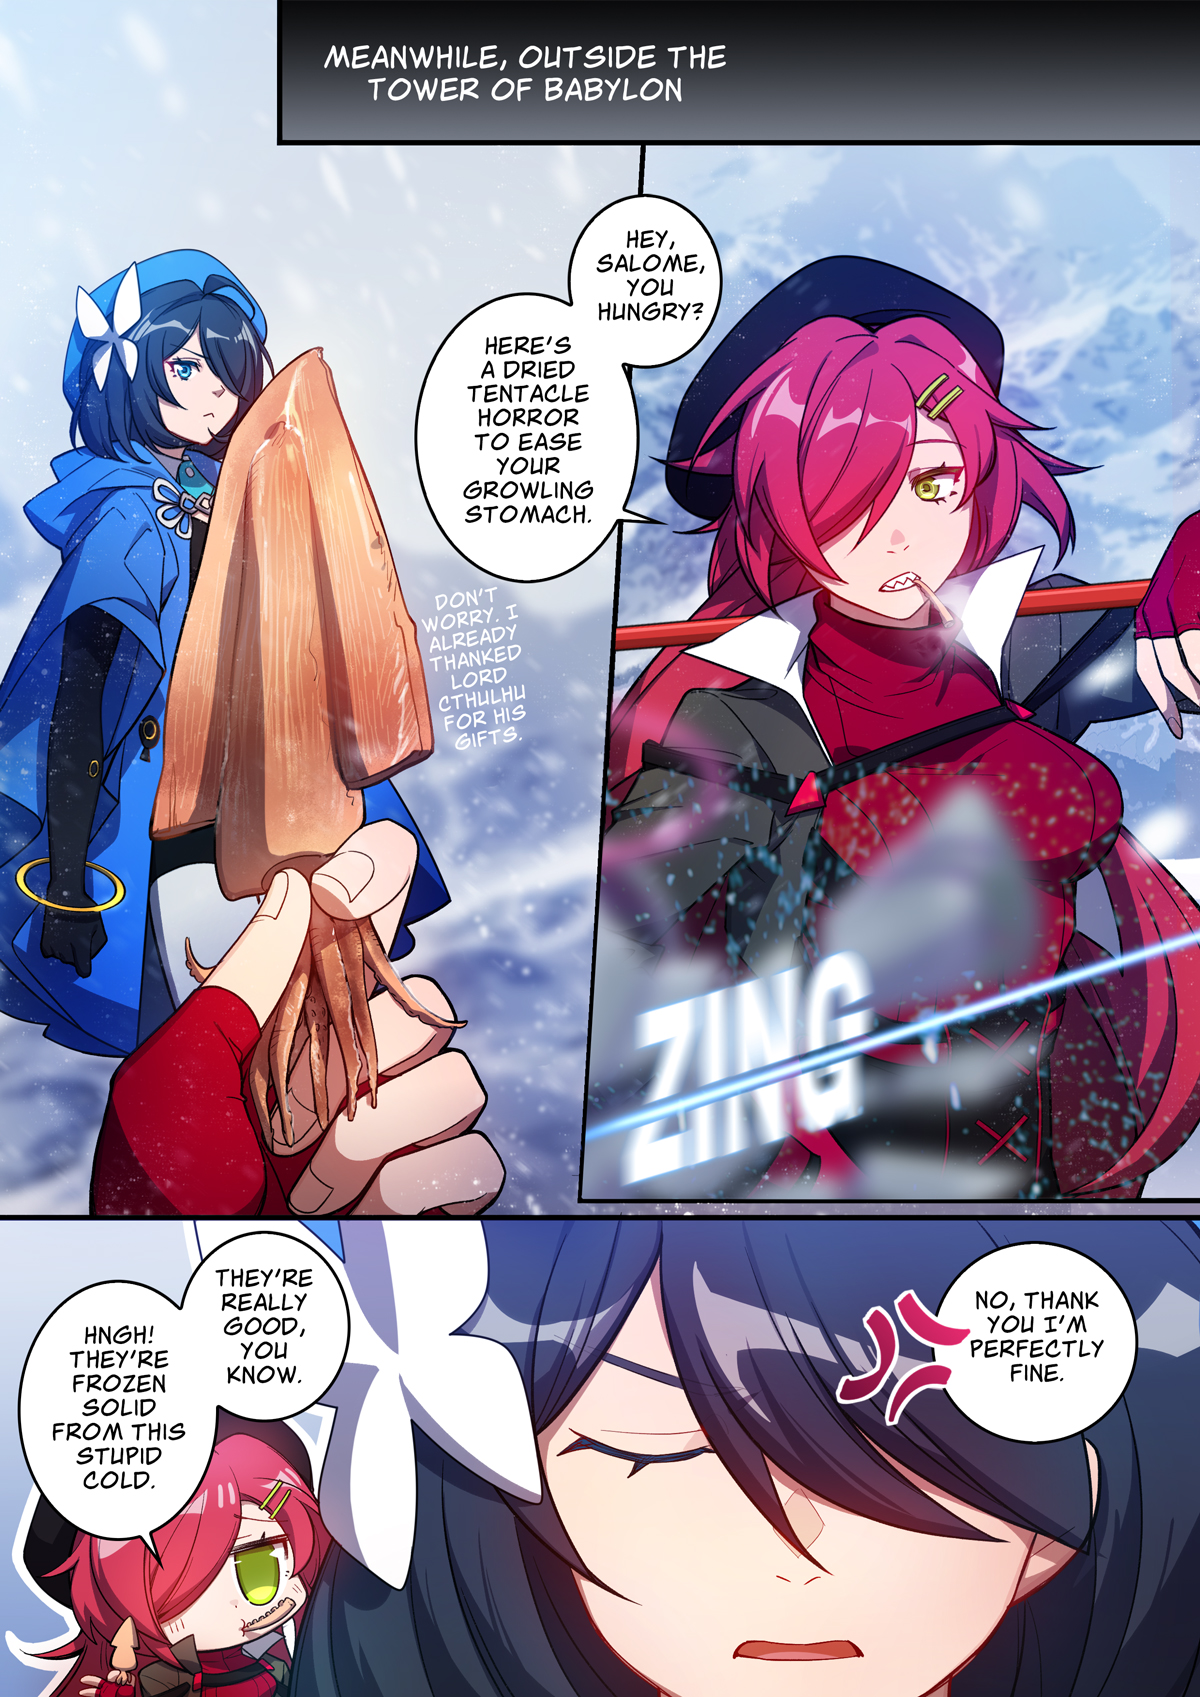 MEANWHILE, OUTSIDE THE
TOWER OF BABYLON
HEY,
SALOME,
YOU
HUNGRY?
HERE'S
A DRIED
TENTACLE
HORROR
TO EASE
YOUR
GROWLING
STOMACH.
DON'T
WORRY. I
ALREADY
THANKED
LORD
CTHULHU
FOR HIS
GIFTS.
ZING
THEY'RE
REALLY
GOOD,
YOU
KNOW.
HNGH!
THEY'RE
FROZEN
SOLID
FROM THIS
STUPID
COLD.
NO, THANK
YOU I'M
PERFECTLY
FINE.